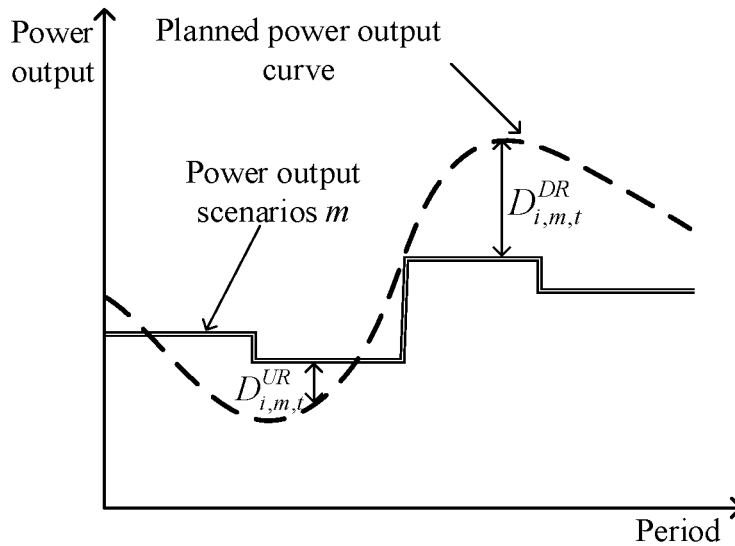 Power
output
Planned power output
curve
Power output
scenarios m
D^{DR}_{i,m,t}
D^{UR}_{i,m,t}
Period